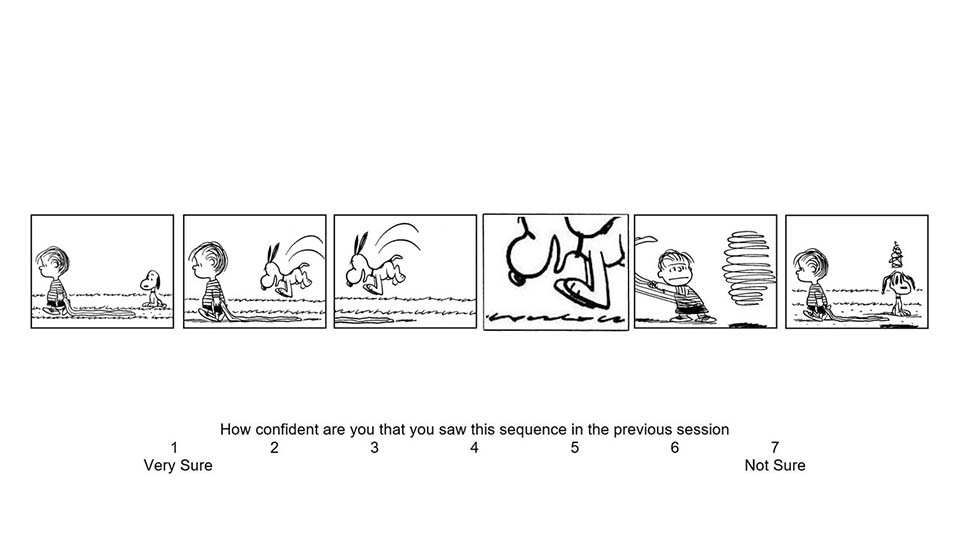 How confident are you that you saw this sequence in the previous session
1 2 3 4 5 6 7
Very Sure Not Sure